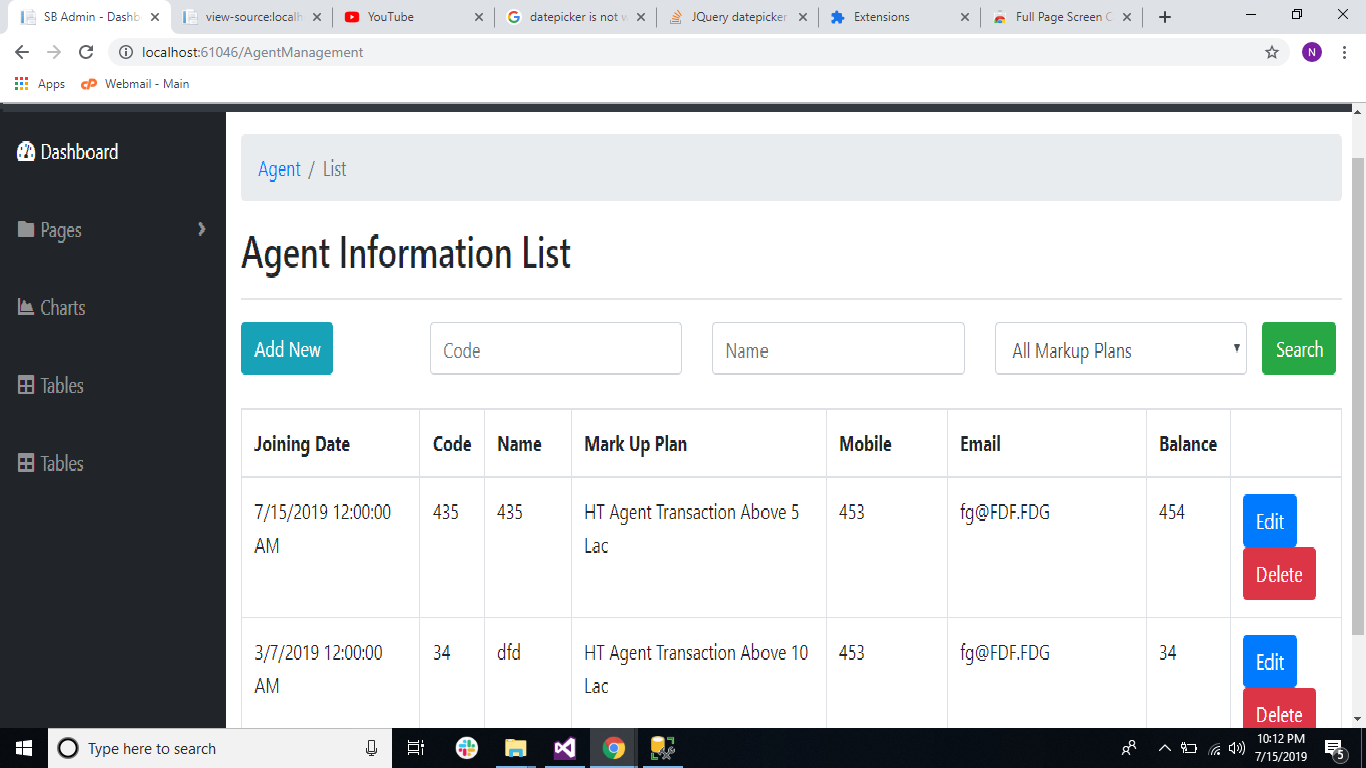 SB Admin - Dashb
view-source:localh
YouTube
datepicker is not w
JQuery datepicker
Extensions
Full Page Screen C
localhost:61046/AgentManagement
N
Apps
Webmail - Main
Dashboard
Pages
Charts
Tables
Tables
Agent / List
Agent Information List
Add New
Code
Name
All Markup Plans
Search
Joining Date Code Name Mark Up Plan Mobile Email Balance
7/15/2019 12:00:00 435 435 HT Agent Transaction Above 5 453 fg@FDF.FDG 454 Edit
AM Lac
Delete
3/7/2019 12:00:00 34 dfd HT Agent Transaction Above 10 453 fg@FDF.FDG 34 Edit
AM Lac
Delete
Type here to search
10:12 PM
7/15/2019
5